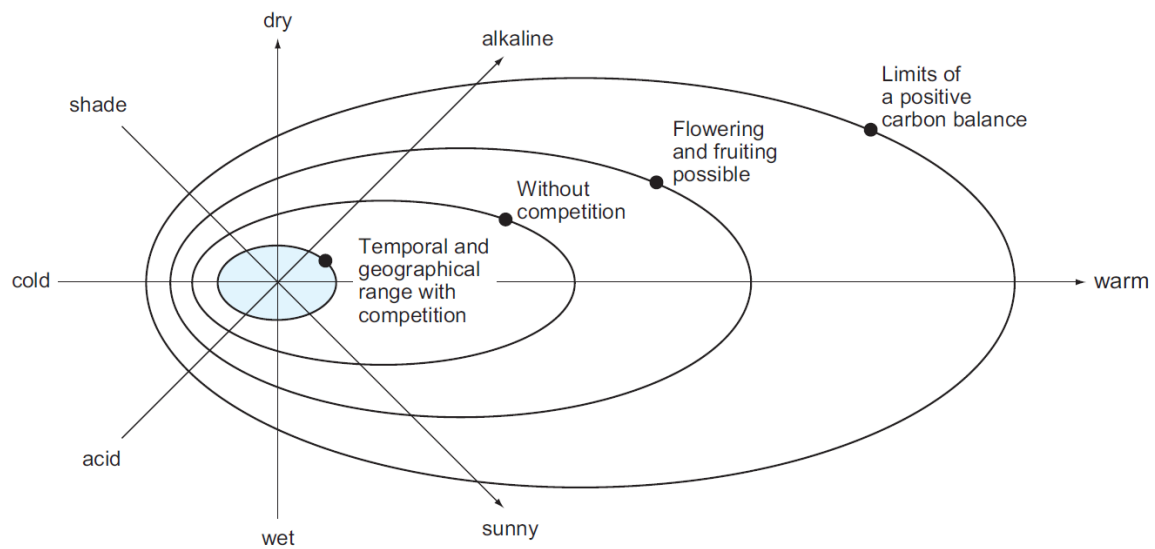 dry
alkaline
shade
Limits of
a positive
carbon balance
Flowering
and fruiting
possible
Without
competition
Temporal and
geographical
range with
competition
cold
warm
acid
wet
sunny